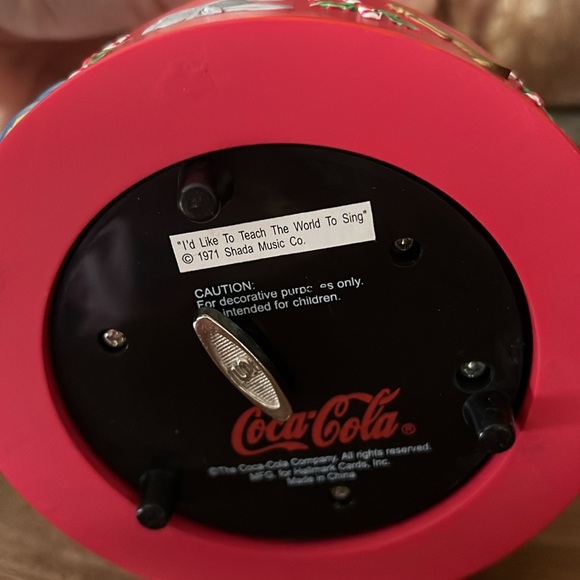 "I'd Like To Teach The World To Sing"
© 1971 Shada Music Co.
CAUTION:
For decorative purposes only.
intended for children.
Coca-Cola®
©The Coca-Cola Company. All rights reserved.
MFG. for Hallmark Cards, Inc.
Made in China